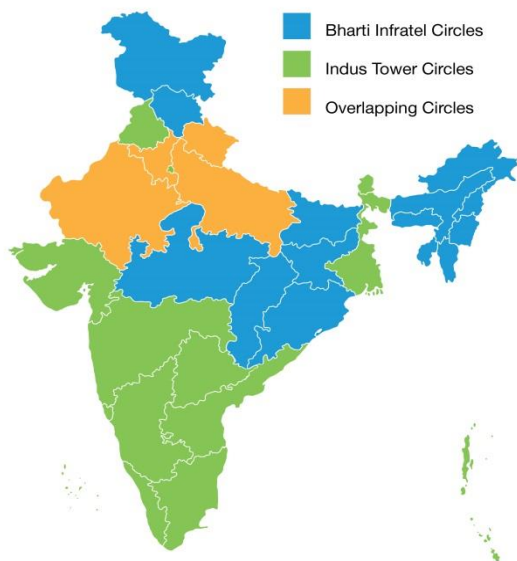 Bharti Infratel Circles
Indus Tower Circles
Overlapping Circles